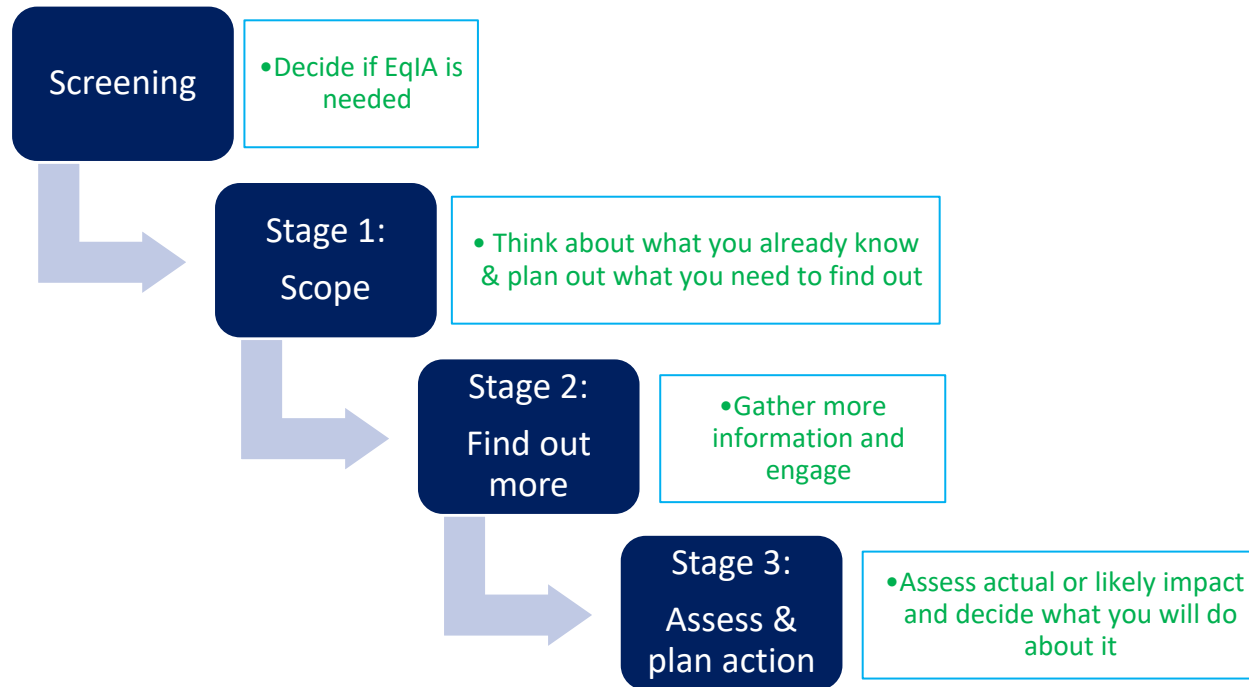 Screening
•Decide if EqIA is
needed
Stage 1:
Scope
• Think about what you already know
& plan out what you need to find out
Stage 2:
Find out
more
•Gather more
information and
engage
Stage 3:
Assess &
plan action
•Assess actual or likely impact
and decide what you will do
about it